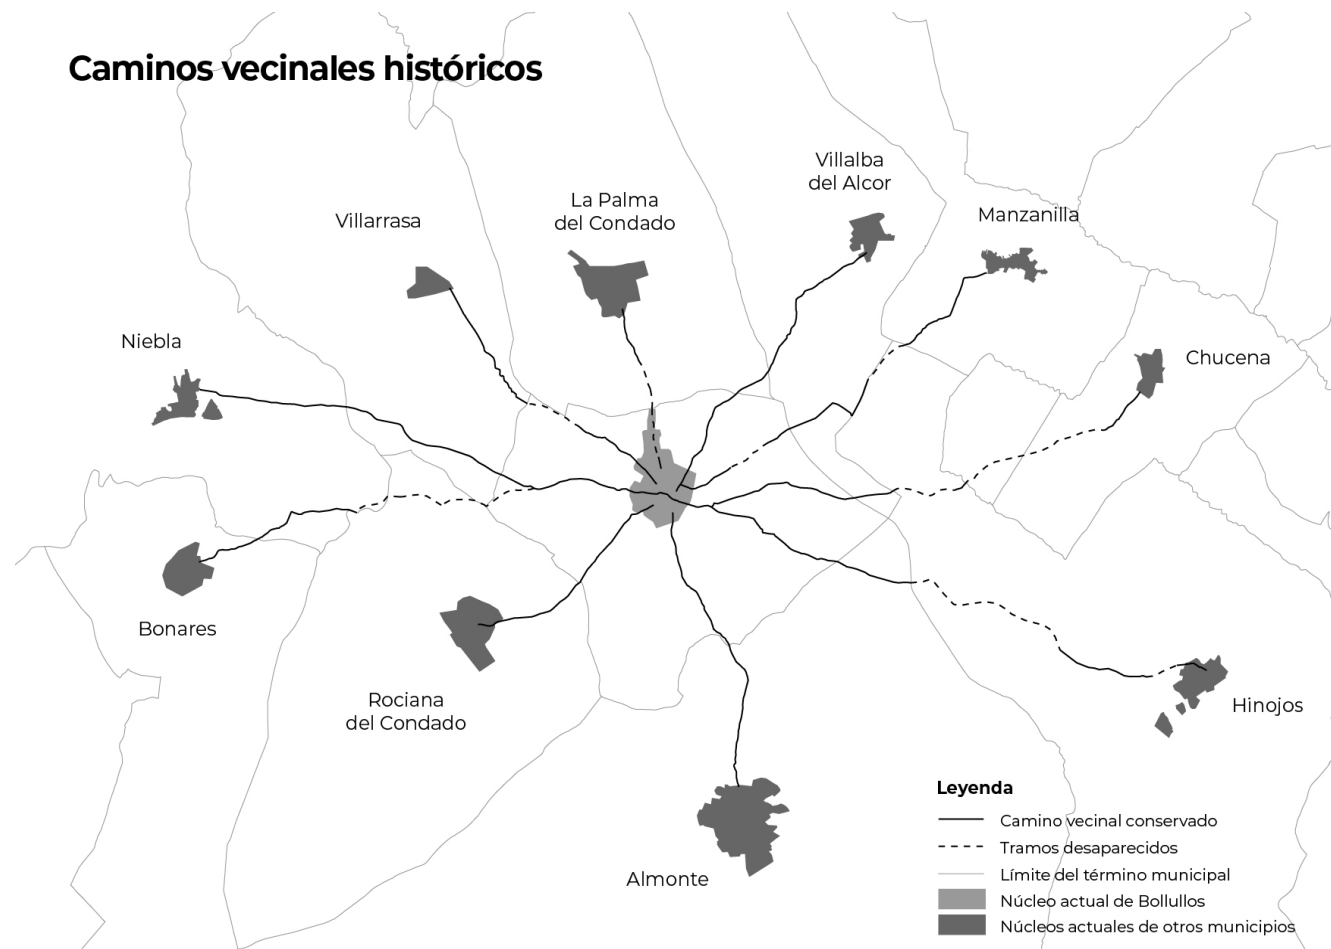 Caminos vecinales históricos
Villalba
del Alcor
La Palma
del Condado
Manzanilla
Villarrasa
Niebla
Chucena
Bonares
Rociana
del Condado
Hinojos
Almonte
Leyenda
Camino vecinal conservado
Tramos desaparecidos
Límite del término municipal
Núcleo actual de Bollullos
Núcleos actuales de otros municipios